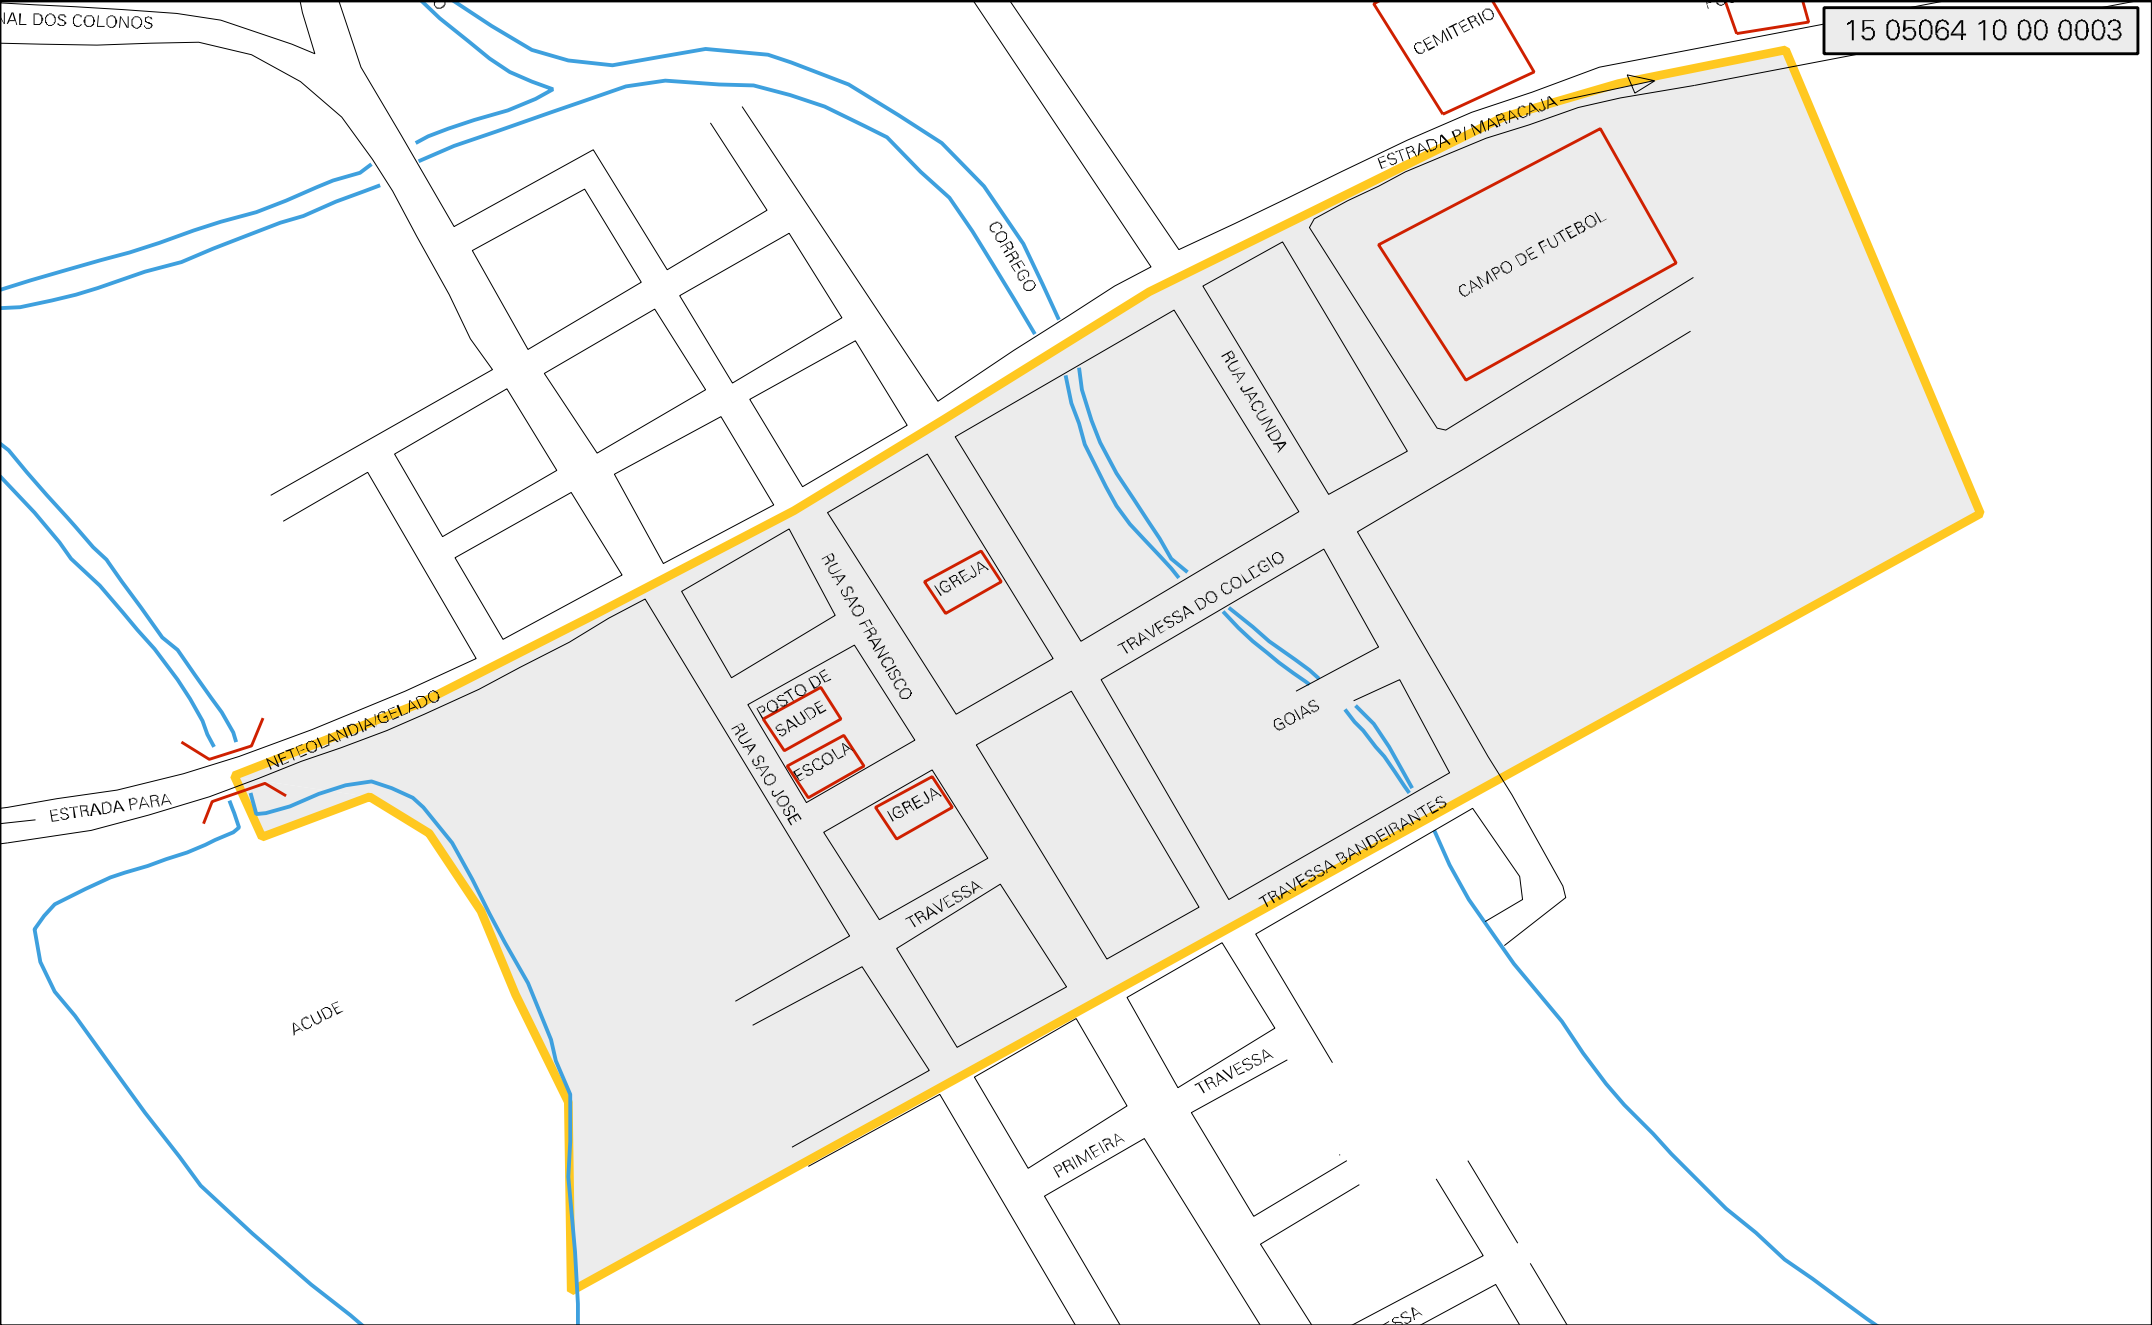 NAL DOS COLONOS
CEMITERIO
15 05064 10 00 0003
ESTRADA P/ MARACAJA
CORREGO
CAMPO DE FUTEBOL
RUA JACUNDA
IGREJA
RUA SAO FRANCISCO
TRAVESSA DO COLEGIO
POSTO DE
SAUDE
ESCOLA
RUA SAO JOSE
GOIAS
NETEOLANDIA/GELADO
ESTRADA PARA
IGREJA
TRAVESSA BANDEIRANTES
TRAVESSA
ACUDE
TRAVESSA
PRIMEIRA
ESSA